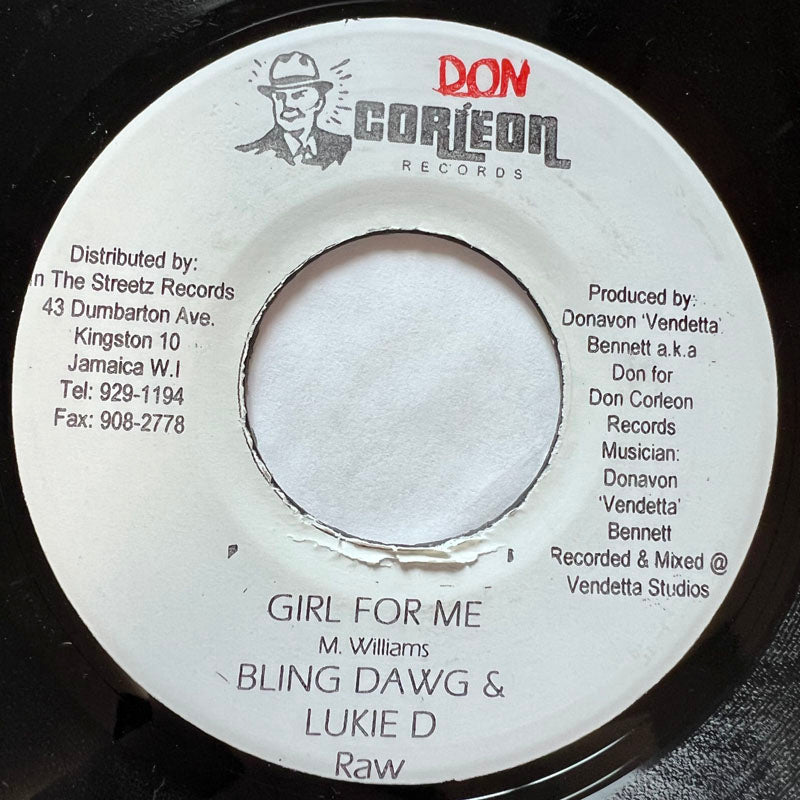 DON
CORLEON
RECORDS
Distributed by:
n The Streetz Records
43 Dumbarton Ave.
Kingston 10
Jamaica W.I
Tel: 929-1194
Fax: 908-2778
Produced by:
Donavon 'Vendetta'
Bennett a.k.a
Don for
Don Corleon
Records
Musician:
Donavon
'Vendetta'
Bennett
Recorded & Mixed @
Vendetta Studios
GIRL FOR ME
M. Williams
BLING DAWG &
LUKIE D
Raw